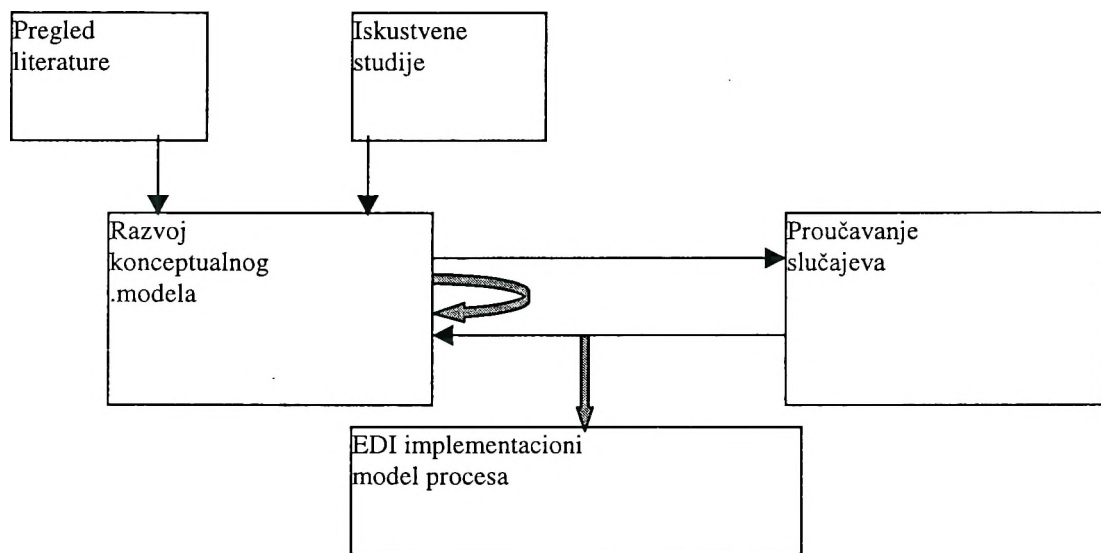 Pregled
literature
Iskustvene
studije
Razvoj
konceptualnog
.modela
Proučavanje
slučajeva
EDI implementacioni
model procesa